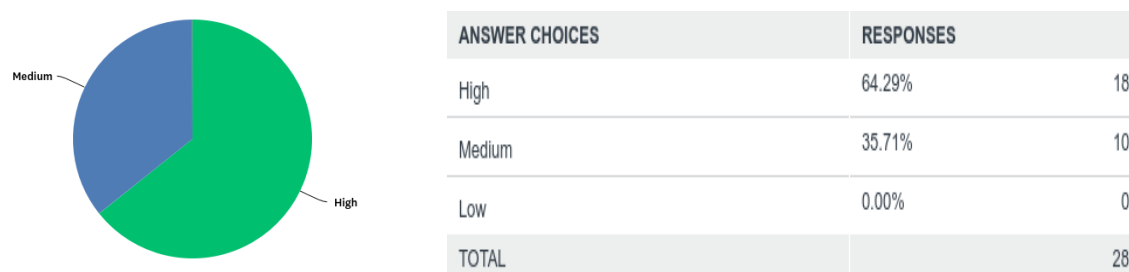 Medium
High
ANSWER CHOICES RESPONSES
High 64.29% 18
Medium 35.71% 10
Low 0.00% 0
TOTAL 28